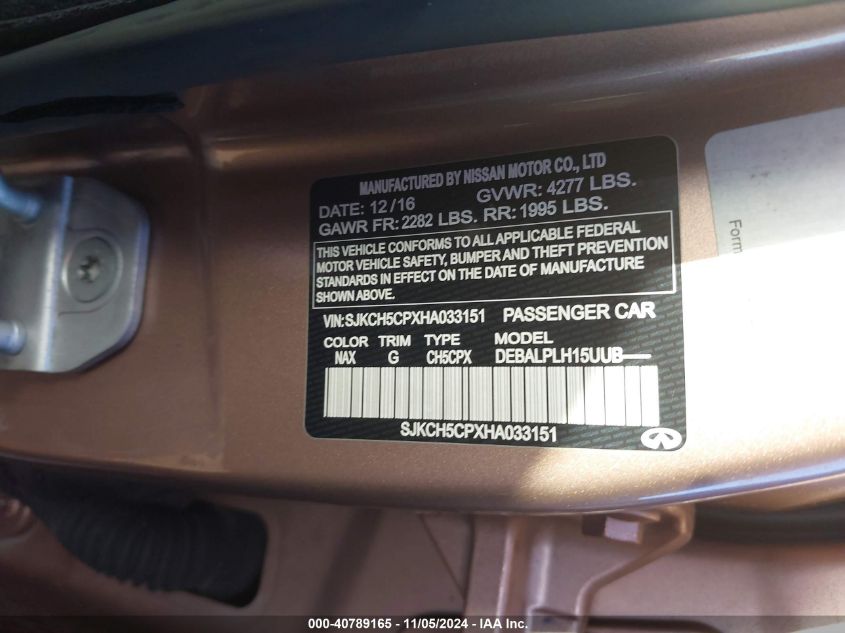 MANUFACTURED BY NISSAN MOTOR CO., LTD
DATE: 12/16 GVWR: 4277 LBS.
GAWR FR: 2282 LBS. RR: 1995 LBS.
THIS VEHICLE CONFORMS TO ALL APPLICABLE FEDERAL
MOTOR VEHICLE SAFETY, BUMPER AND THEFT PREVENTION
STANDARDS IN EFFECT ON THE DATE OF MANUFACTURE
SHOWN ABOVE.
VIN:SJKCH5CPXHA033151 PASSENGER CAR
COLOR TRIM TYPE MODEL
NAX G CH5CPX DEBALPLH15UUB
SJKCH5CPXHA033151
Form
000-40789165 - 11/05/2024 - IAA, Inc.